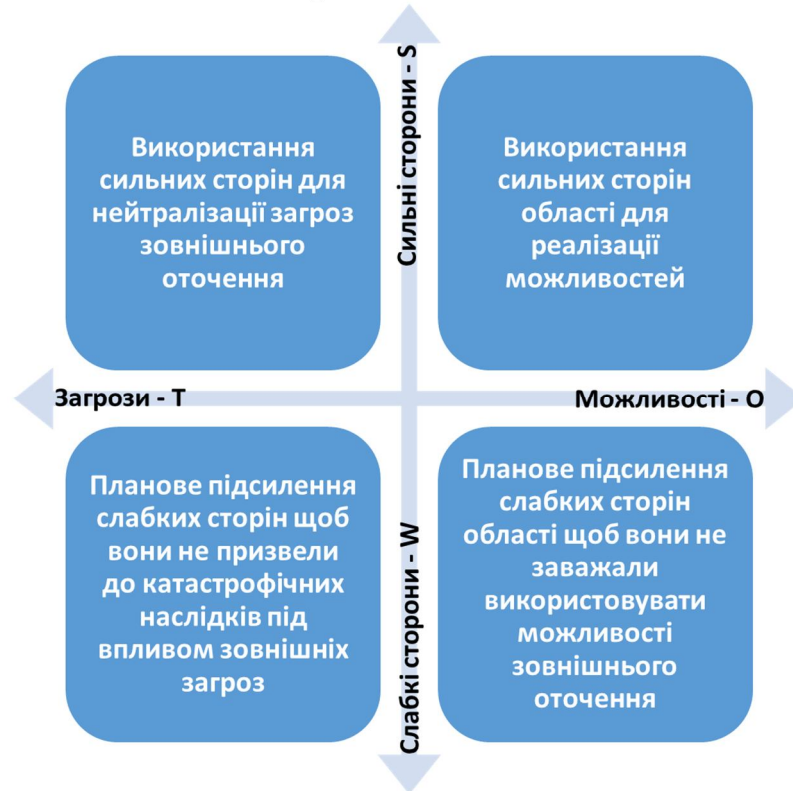 Сильні сторони - S
Використання
сильних сторін для
нейтралізації загроз
зовнішнього
оточення
Використання
сильних сторін
області для
реалізації
можливостей
Загрози - T
Можливості - O
Планове підсилення
слабких сторін щоб
вони не призвели
до катастрофічних
наслідків під
впливом зовнішніх
загроз
Планове підсилення
слабких сторін
області щоб вони не
заважали
використовувати
можливості
зовнішнього
оточення
Слабкі сторони - W